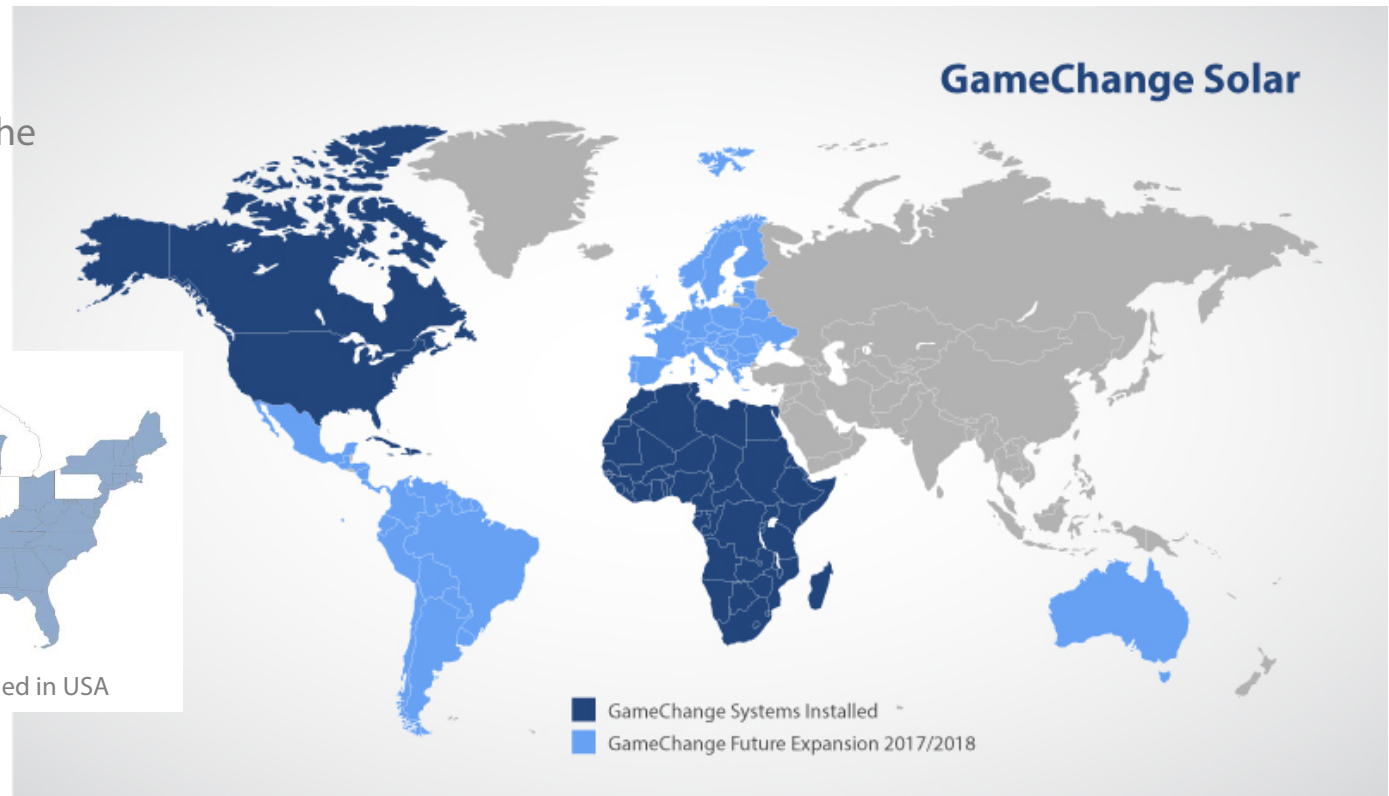 GameChange Solar
he
ed in USA
GameChange Systems Installed
GameChange Future Expansion 2017/2018